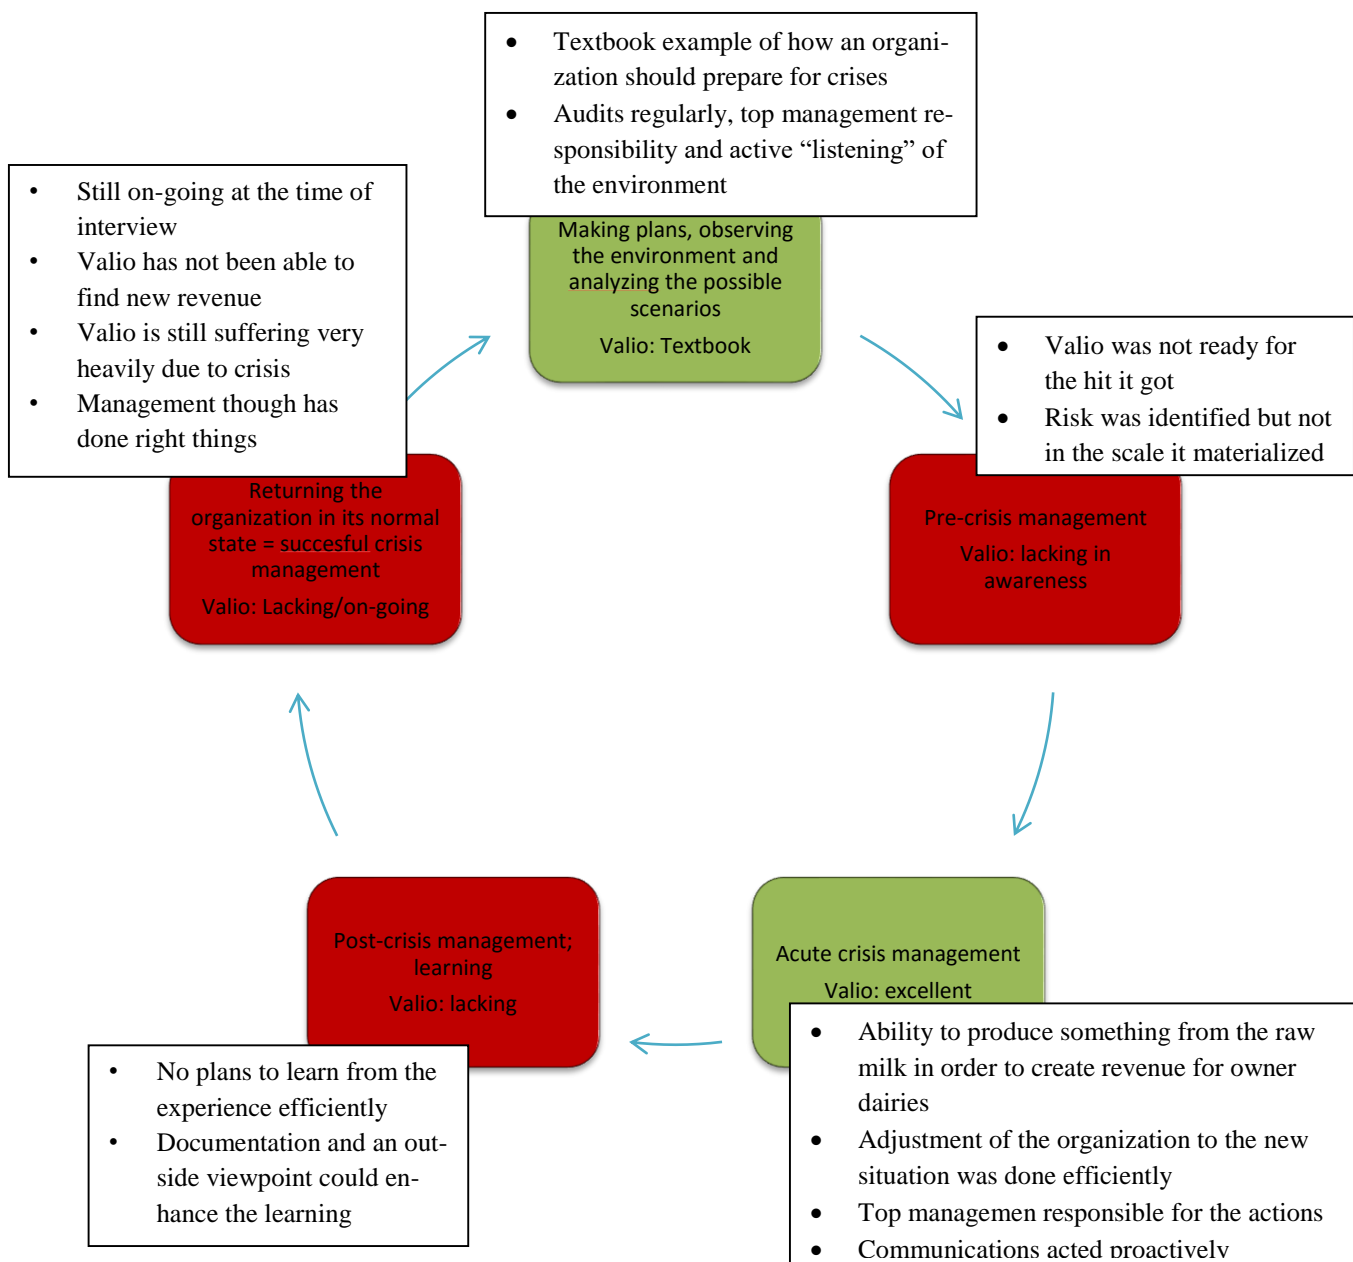 • Textbook example of how an organi-
zation should prepare for crises
• Audits regularly, top management re-
sponsibility and active “listening” of
the environment
Making plans, observing
the environment and
analyzing the possible
scenarios
Valio: Textbook
• Valio was not ready for
the hit it got
• Risk was identified but not
in the scale it materialized
Pre-crisis management
Valio: lacking in
awareness
Acute crisis management
Valio: excellent
• Ability to produce something from the raw
milk in order to create revenue for owner
dairies
• Adjustment of the organization to the new
situation was done efficiently
• Top managemen responsible for the actions
• Communications acted proactively
Post-crisis management;
learning
Valio: lacking
• No plans to learn from the
experience efficiently
• Documentation and an out-
side viewpoint could en-
hance the learning
• Still on-going at the time of
interview
• Valio has not been able to
find new revenue
• Valio is still suffering very
heavily due to crisis
• Management though has
done right things
Returning the
organization in its normal
state = succesful crisis
management
Valio: Lacking/on-going